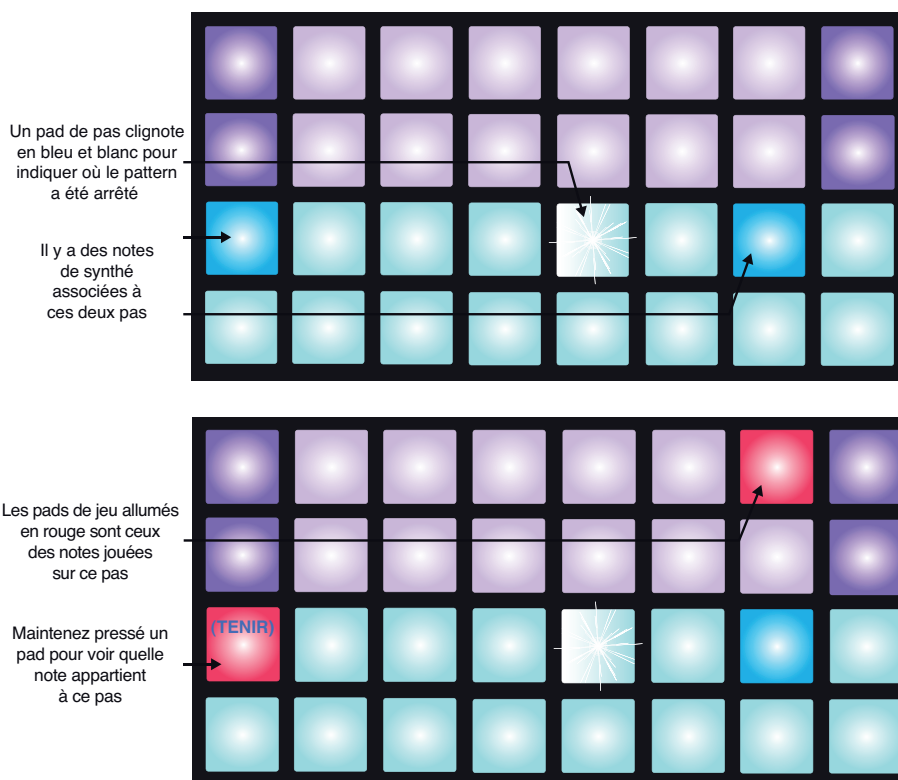 Un pad de pas clignote
en bleu et blanc pour
indiquer où le pattern
a été arrêté
Il y a des notes
de synthé
associées à
ces deux pas
Les pads de jeu allumés
en rouge sont ceux
des notes jouées
sur ce pas
(TENIR)
Maintenez pressé un
pad pour voir quelle
note appartient
à ce pas